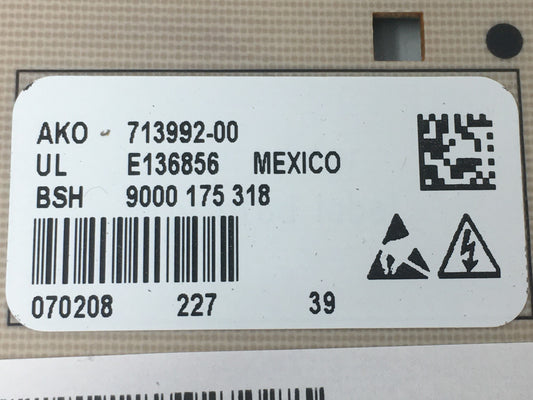 AKO - 713992-00
UL E136856 MEXICO
BSH 9000 175 318
070208 227 39